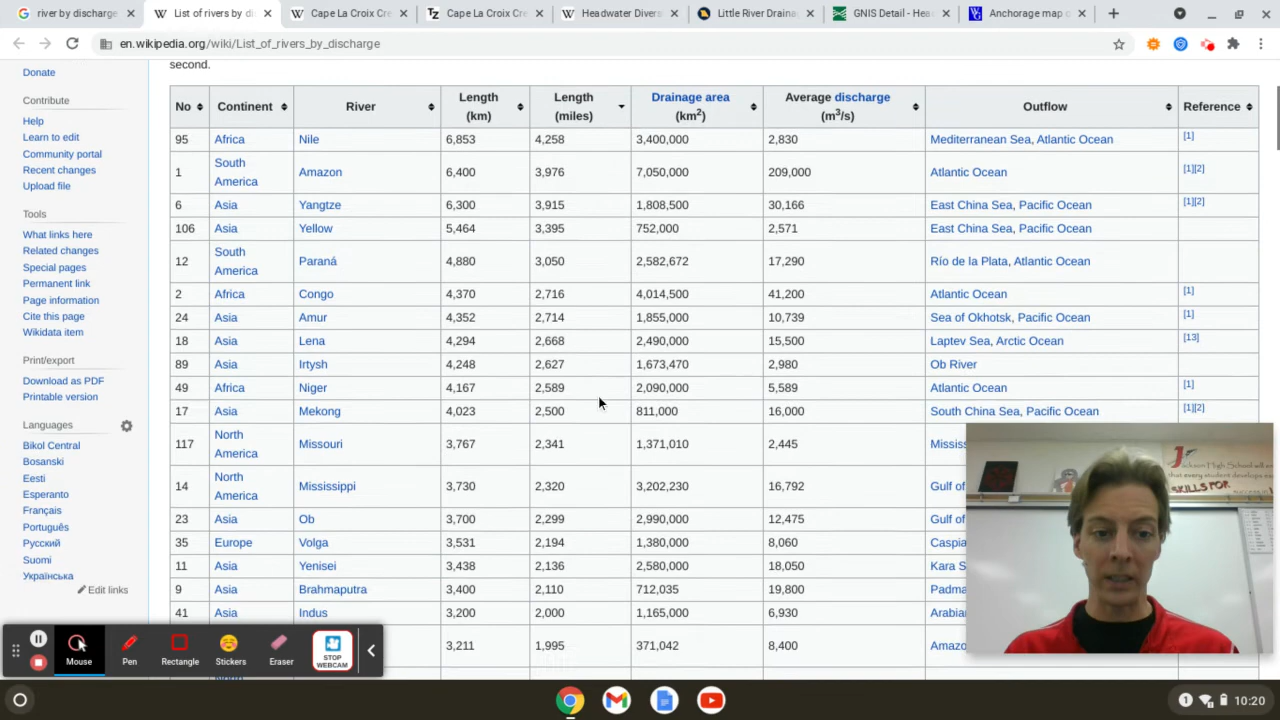 river by discharge
List of rivers by di
Cape La Croix Cre
Cape La Croix Cre
Headwater Divers
Little River Draina
GNIS Detail - Hea
Anchorage map o
en.wikipedia.org/wiki/List_of_rivers_by_discharge
Donate
Contribute
Help
Learn to edit
Community portal
Recent changes
Upload file
Tools
What links here
Related changes
Special pages
Permanent link
Page information
Cite this page
Wikidata item
Print/export
Download as PDF
Printable version
Languages
Bikol Central
Bosanski
Eesti
Esperanto
Français
Português
Русский
Suomi
Українська
Edit links
second.
No Continent River Length (km) Length (miles) Drainage area (km²) Average discharge (m³/s) Outflow Reference
95 Africa Nile 6,853 4,258 3,400,000 2,830 Mediterranean Sea, Atlantic Ocean [1]
1 South America Amazon 6,400 3,976 7,050,000 209,000 Atlantic Ocean [1][2]
6 Asia Yangtze 6,300 3,915 1,808,500 30,166 East China Sea, Pacific Ocean [1][2]
106 Asia Yellow 5,464 3,395 752,000 2,571 East China Sea, Pacific Ocean
12 South America Paraná 4,880 3,050 2,582,672 17,290 Río de la Plata, Atlantic Ocean
2 Africa Congo 4,370 2,716 4,014,500 41,200 Atlantic Ocean [1]
24 Asia Amur 4,352 2,714 1,855,000 10,739 Sea of Okhotsk, Pacific Ocean [1]
18 Asia Lena 4,294 2,668 2,490,000 15,500 Laptev Sea, Arctic Ocean [13]
89 Asia Irtysh 4,248 2,627 1,673,470 2,980 Ob River
49 Africa Niger 4,167 2,589 2,090,000 5,589 Atlantic Ocean [1]
17 Asia Mekong 4,023 2,500 811,000 16,000 South China Sea, Pacific Ocean [1][2]
117 North America Missouri 3,767 2,341 1,371,010 2,445 Missis
14 North America Mississippi 3,730 2,320 3,202,230 16,792 Gulf of
23 Asia Ob 3,700 2,299 2,990,000 12,475 Gulf of
35 Europe Volga 3,531 2,194 1,380,000 8,060 Caspia
11 Asia Yenisei 3,438 2,136 2,580,000 18,050 Kara S
9 Asia Brahmaputra 3,400 2,110 712,035 19,800 Padma
41 Asia Indus 3,200 2,000 1,165,000 6,930 Arabia
3,211 1,995 371,042 8,400 Amazo
Jackson High School will
that every student develops
SKILLS FOR
Mouse
Pen
Rectangle
Stickers
Eraser
STOP WEBCAM
1
10:20